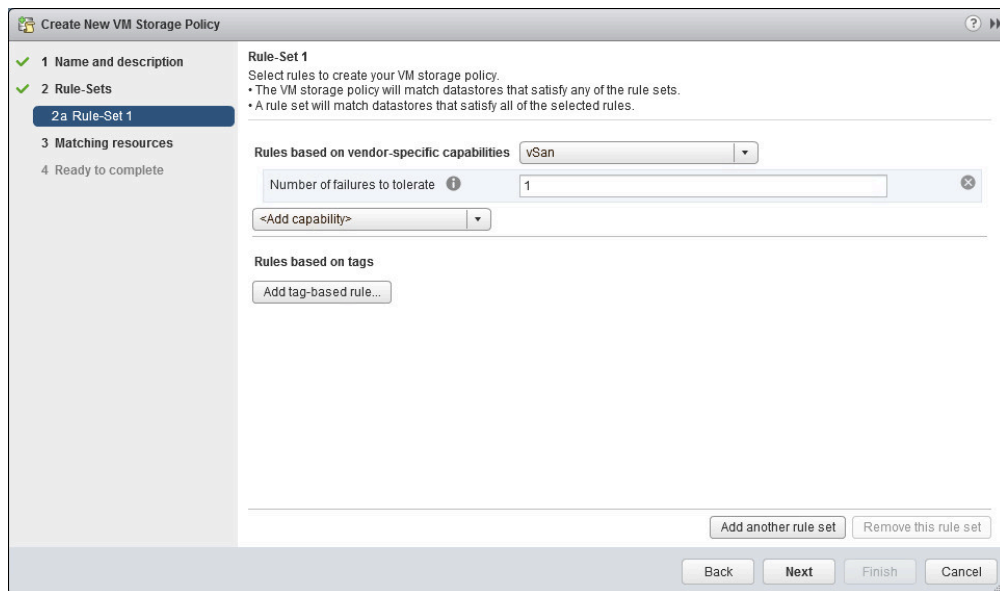 Create New VM Storage Policy
?
1 Name and description
2 Rule-Sets
2a Rule-Set 1
3 Matching resources
4 Ready to complete
Rule-Set 1
Select rules to create your VM storage policy.
• The VM storage policy will match datastores that satisfy any of the rule sets.
• A rule set will match datastores that satisfy all of the selected rules.
Rules based on vendor-specific capabilities vSan
Number of failures to tolerate i 1
<Add capability>
Rules based on tags
Add tag-based rule...
Add another rule set Remove this rule set
Back Next Finish Cancel